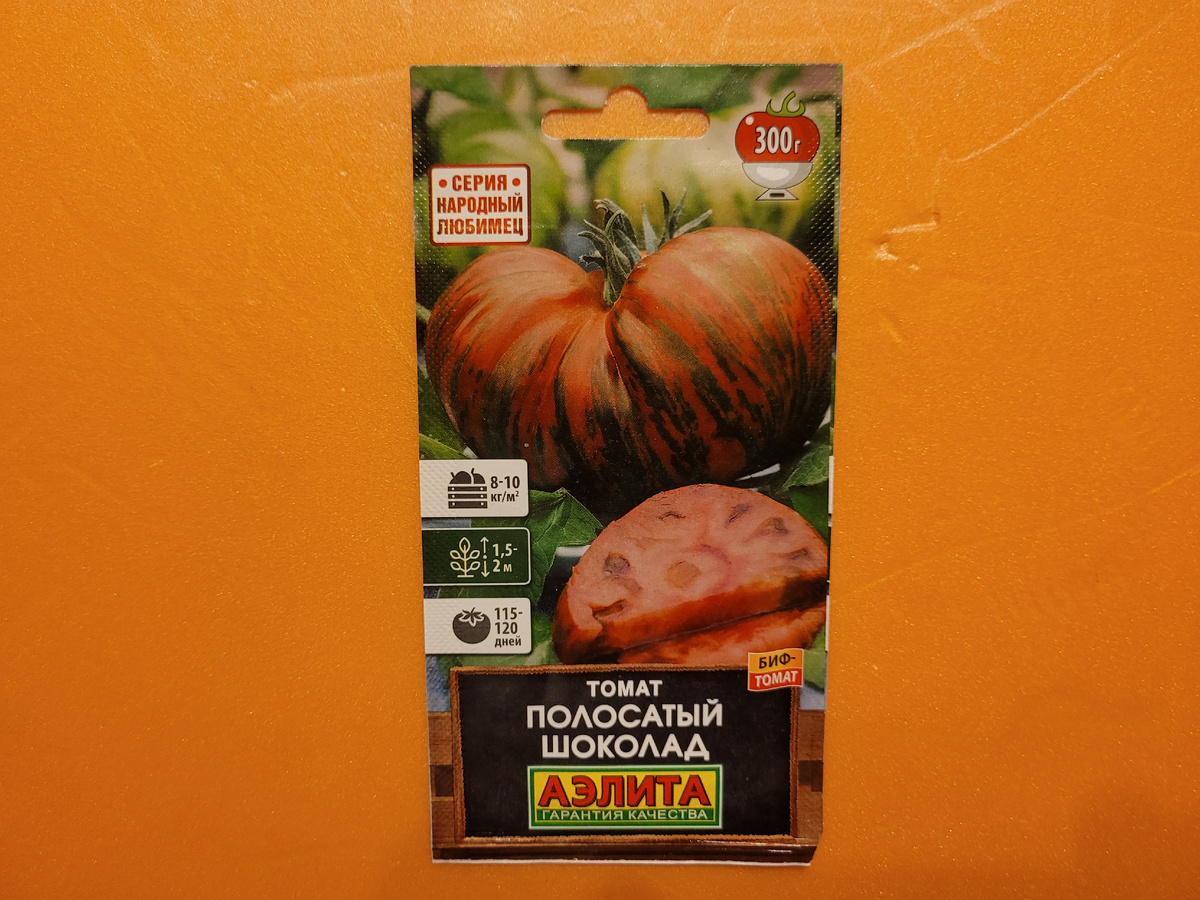 300г
• СЕРИЯ •
НАРОДНЫЙ
ЛЮБИМЕЦ
8-10
кг/м²
1,5-
2 м
115-
120
дней
БИФ-
ТОМАТ
ТОМАТ
ПОЛОСАТЫЙ
ШОКОЛАД
АЭЛИТА
ГАРАНТИЯ КАЧЕСТВА